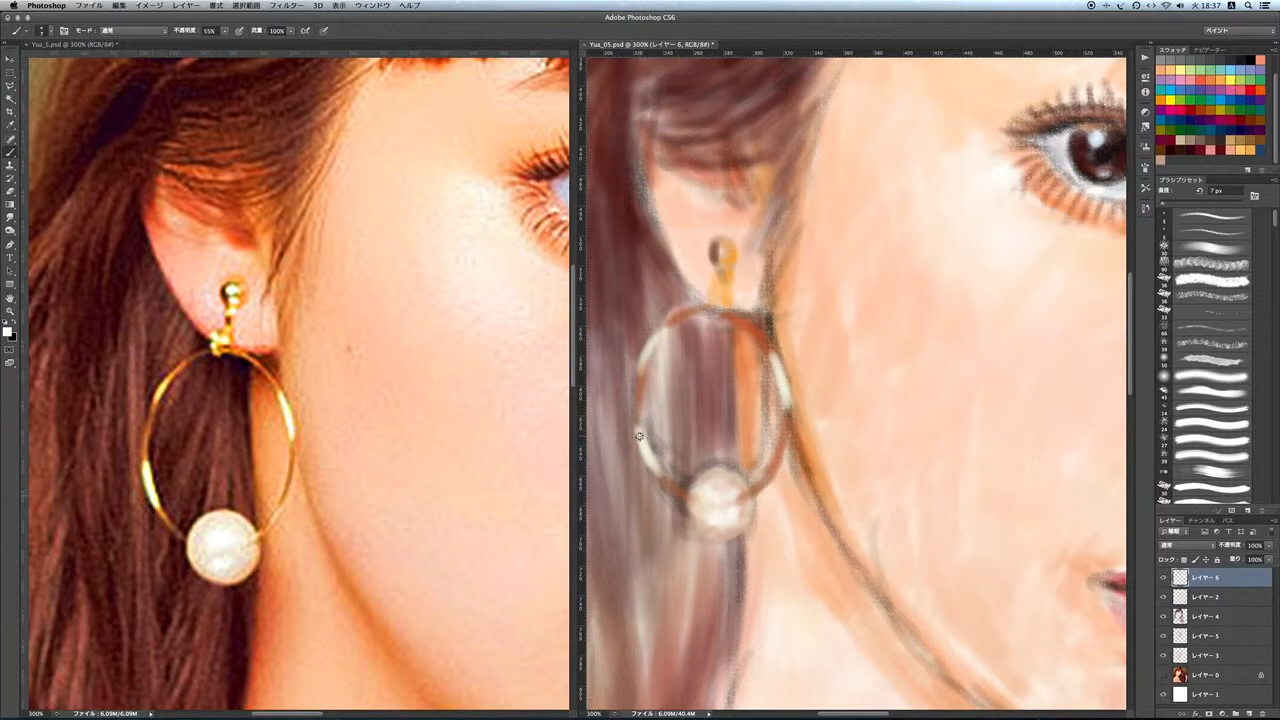 Photoshop ファイル 編集 イメージ レイヤー 書式 選択範囲 フィルター 3D 表示 ウィンドウ ヘルプ 火 18:37
Adobe Photoshop CS6
モード： 通常 不透明度： 55% 流量： 100% ペイント
Yua_S.psd @ 300% (RGB/8#) *
Yua_05.psd @ 300% (レイヤー 6, RGB/8#) *
スウォッチ ナビゲーター
ブラシプリセット
直径： 7 px
レイヤー チャンネル パス
種類
通常 不透明度： 100%
ロック： 塗り： 100%
レイヤー 6
レイヤー 2
レイヤー 4
レイヤー 5
レイヤー 3
レイヤー 0
レイヤー 1
300% ファイル：6.09M/6.09M
300% ファイル：6.09M/40.4M